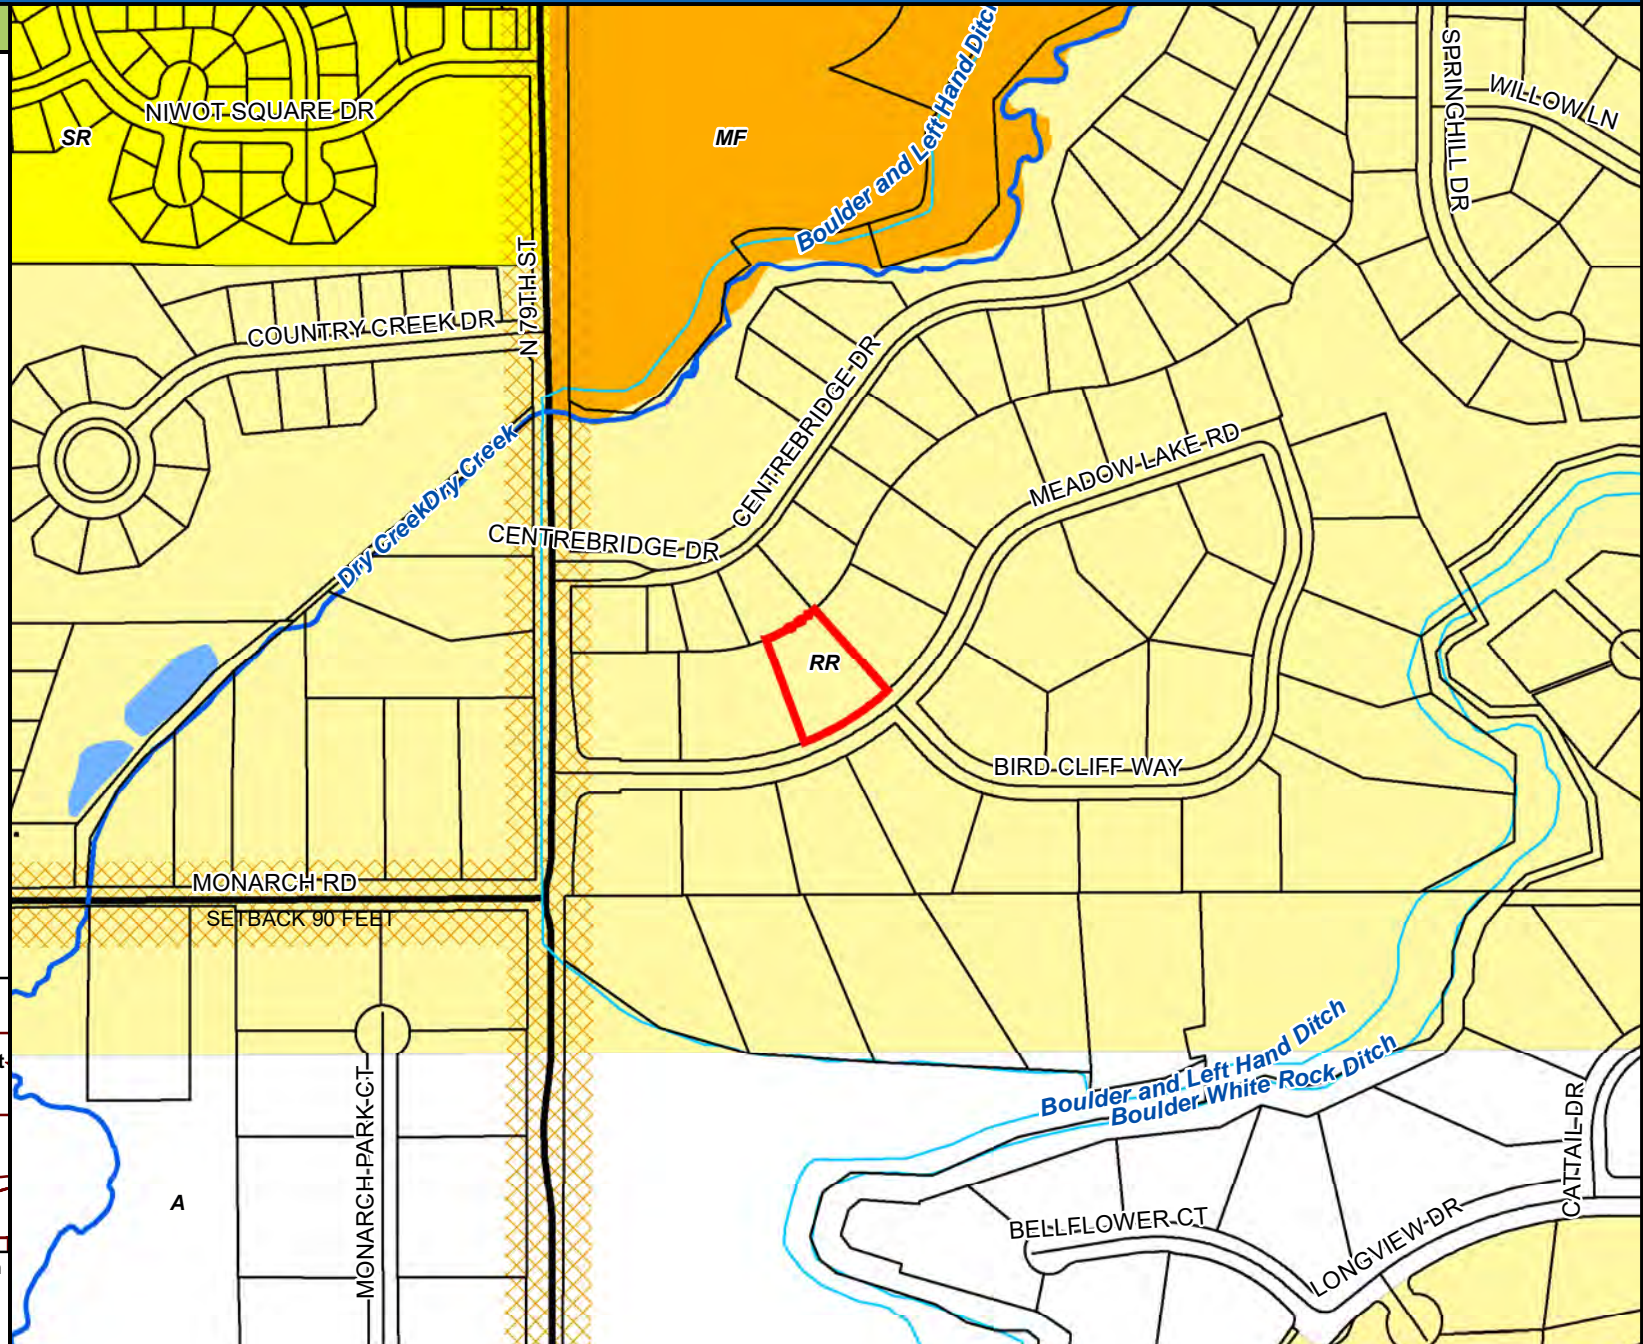 SPRINGHILL DR
WILLOW LN
NIWOT SQUARE DR
SR
MF
Boulder and Left Hand Ditch
N 79TH ST
COUNTRY CREEK DR
CENTREBRIDGE DR
MEADOW LAKE RD
Dry Creek
Dry Creek
CENTREBRIDGE DR
RR
BIRD CLIFF WAY
MONARCH RD
SETBACK 90 FEET
Boulder and Left Hand Ditch
Boulder White Rock Ditch
MONARCH PARK CT
CATTAIL DR
A
BELLFLOWER CT
LONGVIEW DR